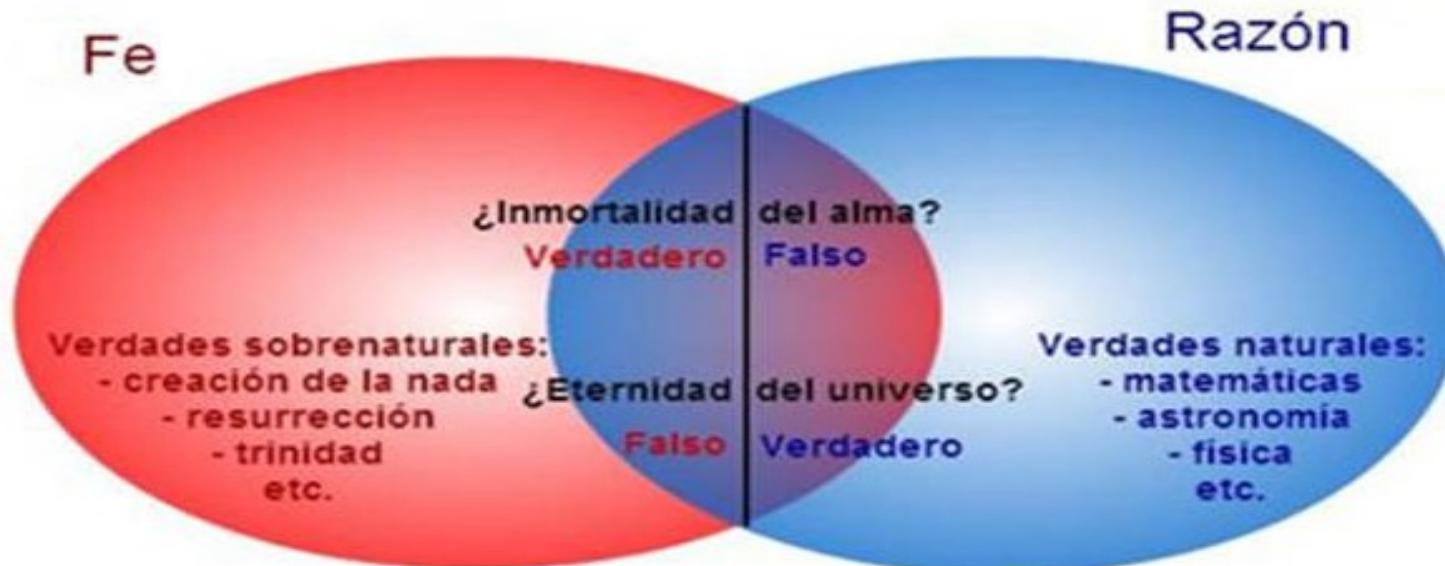 Fe
Razón
¿Inmortalidad del alma?
Verdadero Falso
Verdades sobrenaturales:
- creación de la nada
- resurrección
- trinidad
etc.
¿Eternidad del universo?
Falso Verdadero
Verdades naturales:
- matemáticas
- astronomía
- física
etc.